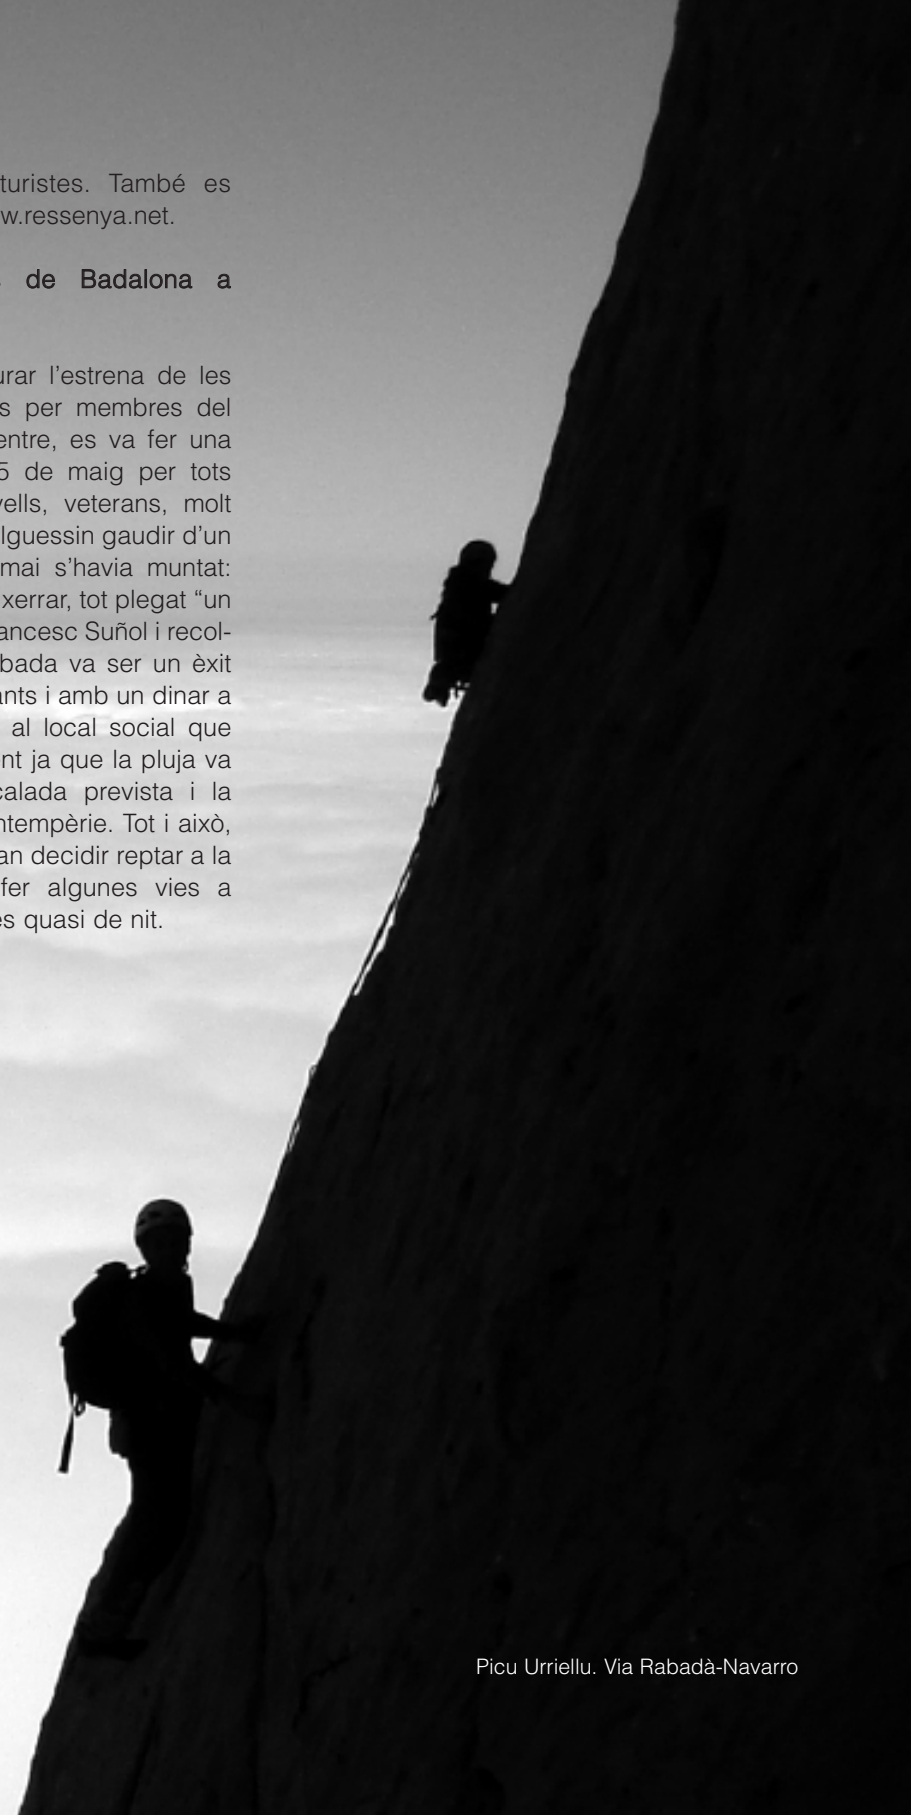 turistes. També es
w.ressenya.net.
de Badalona a
urar l’estrena de les
s per membres del
entre, es va fer una
5 de maig per tots
vells, veterans, molt
lguessin gaudir d’un
mai s’havia muntat:
xerrar, tot plegat “un
ancesc Suñol i recol-
bada va ser un èxit
ants i amb un dinar a
al local social que
nt ja que la pluja va
calada prevista i la
ntempèrie. Tot i això,
an decidir reptar a la
fer algunes vies a
es quasi de nit.
Picu Urriellu. Via Rabadà-Navarro